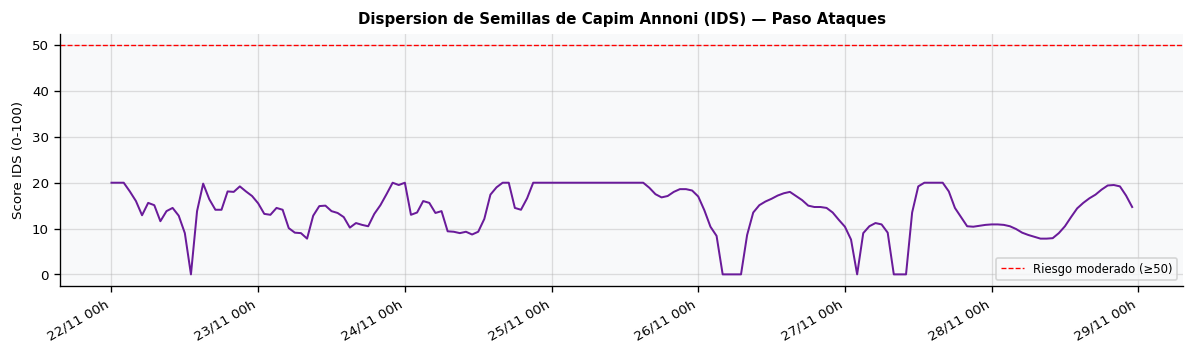 Dispersion de Semillas de Capim Annoni (IDS) — Paso Ataques
Score IDS (0-100)
50
40
30
20
10
0
Riesgo moderado (≥50)
22/11 00h
23/11 00h
24/11 00h
25/11 00h
26/11 00h
27/11 00h
28/11 00h
29/11 00h